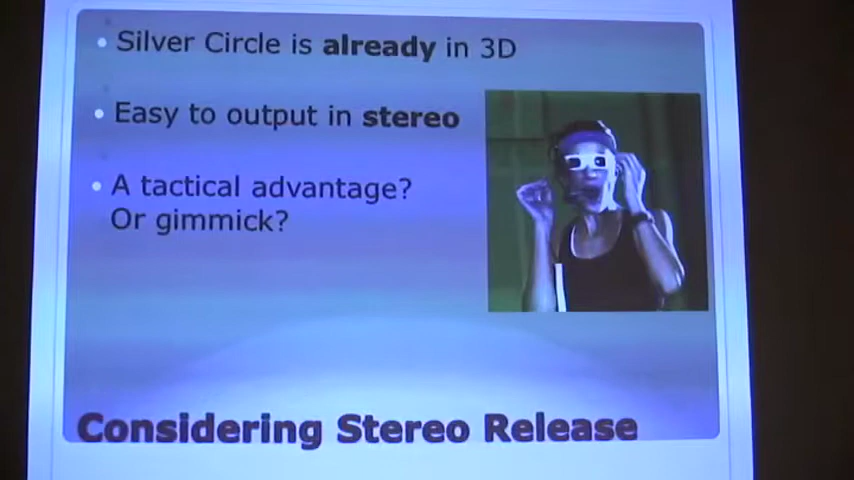 Silver Circle is already in 3D
Easy to output in stereo
A tactical advantage?
Or gimmick?
Considering Stereo Release